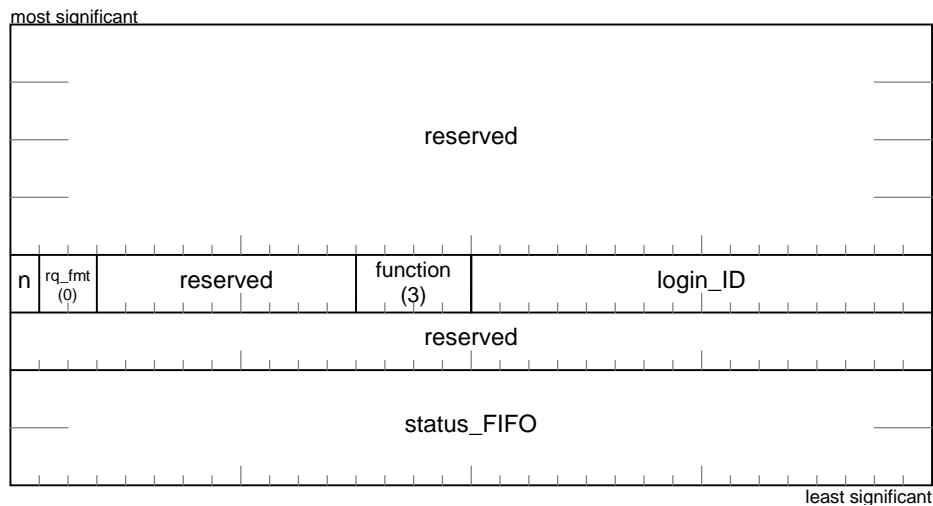 most significant
reserved
n rq_fmt reserved function login_ID
(0) (3)
reserved
status_FIFO
least significant